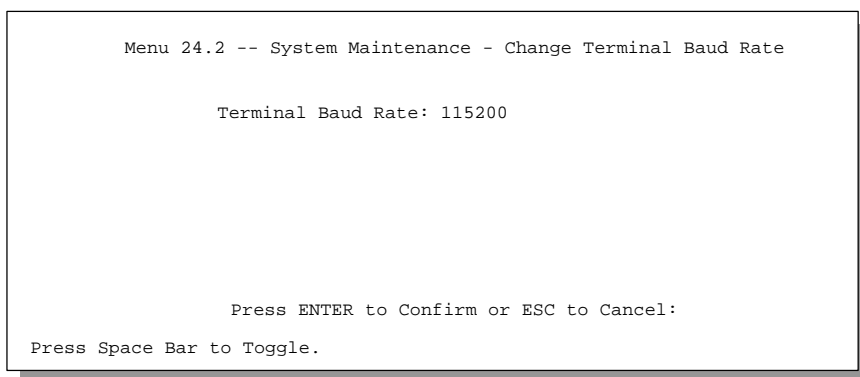 Menu 24.2 -- System Maintenance - Change Terminal Baud Rate
Terminal Baud Rate: 115200
Press ENTER to Confirm or ESC to Cancel:
Press Space Bar to Toggle.